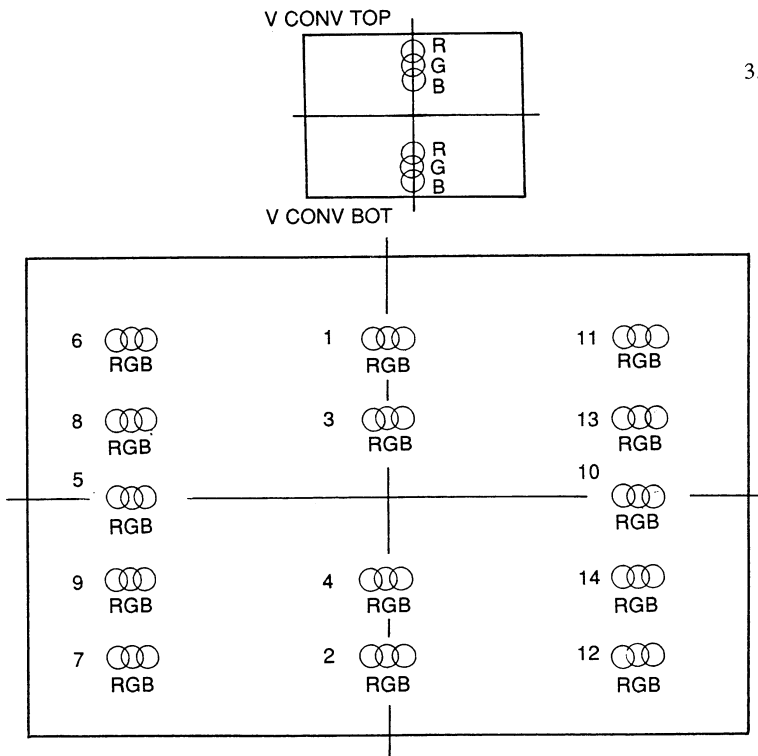 V CONV TOP
R
G
B
3.
R
G
B
V CONV BOT
6 1 11
RGB RGB RGB
8 3 13
RGB RGB RGB
5 10
RGB RGB
9 4 14
RGB RGB RGB
7 2 12
RGB RGB RGB